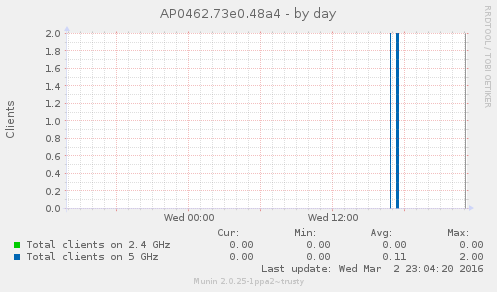 AP0462.73e0.48a4 - by day
RRDTOOL / TOBI OETIKER
Clients
2.0
1.8
1.6
1.4
1.2
1.0
0.8
0.6
0.4
0.2
0.0
Wed 00:00 Wed 12:00
Cur: Min: Avg: Max:
Total clients on 2.4 GHz 0.00 0.00 0.00 0.00
Total clients on 5 GHz 0.00 0.00 0.11 2.00
Last update: Wed Mar 2 23:04:20 2016
Munin 2.0.25-1ppa2~trusty